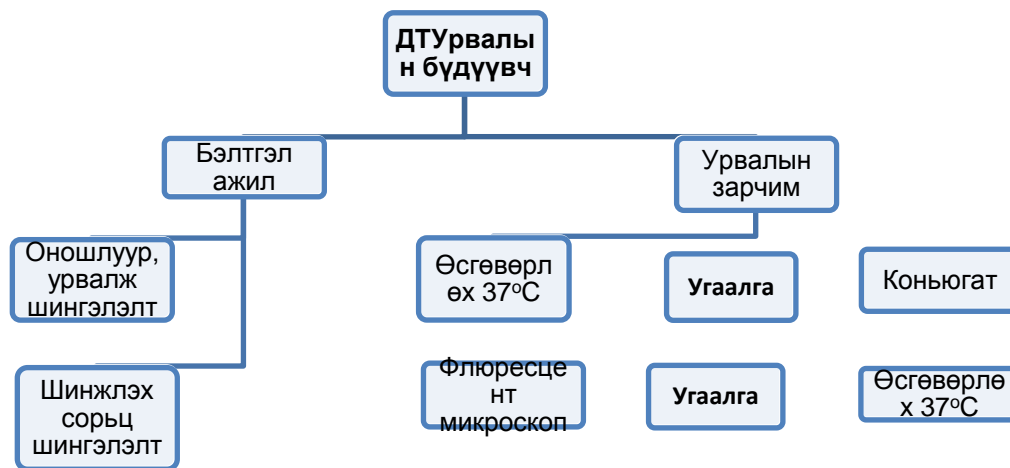 ДТУрвалы
н бүдүүвч
Бэлтгэл
ажил
Урвалын
зарчим
Оношлуур,
урвалж
шингэлэлт
Өсгөвөрл
өх 37°С
Угаалга
Коньюгат
Шинжлэх
сорьц
шингэлэлт
Флюресце
нт
микроскоп
Угаалга
Өсгөвөрлө
х 37°С